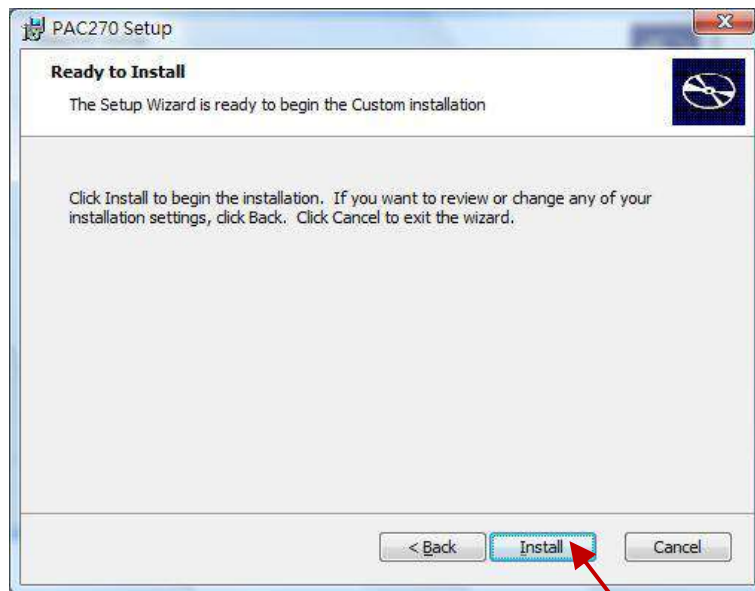 PAC270 Setup
Ready to Install
The Setup Wizard is ready to begin the Custom installation
Click Install to begin the installation. If you want to review or change any of your
installation settings, click Back. Click Cancel to exit the wizard.
< Back Install Cancel